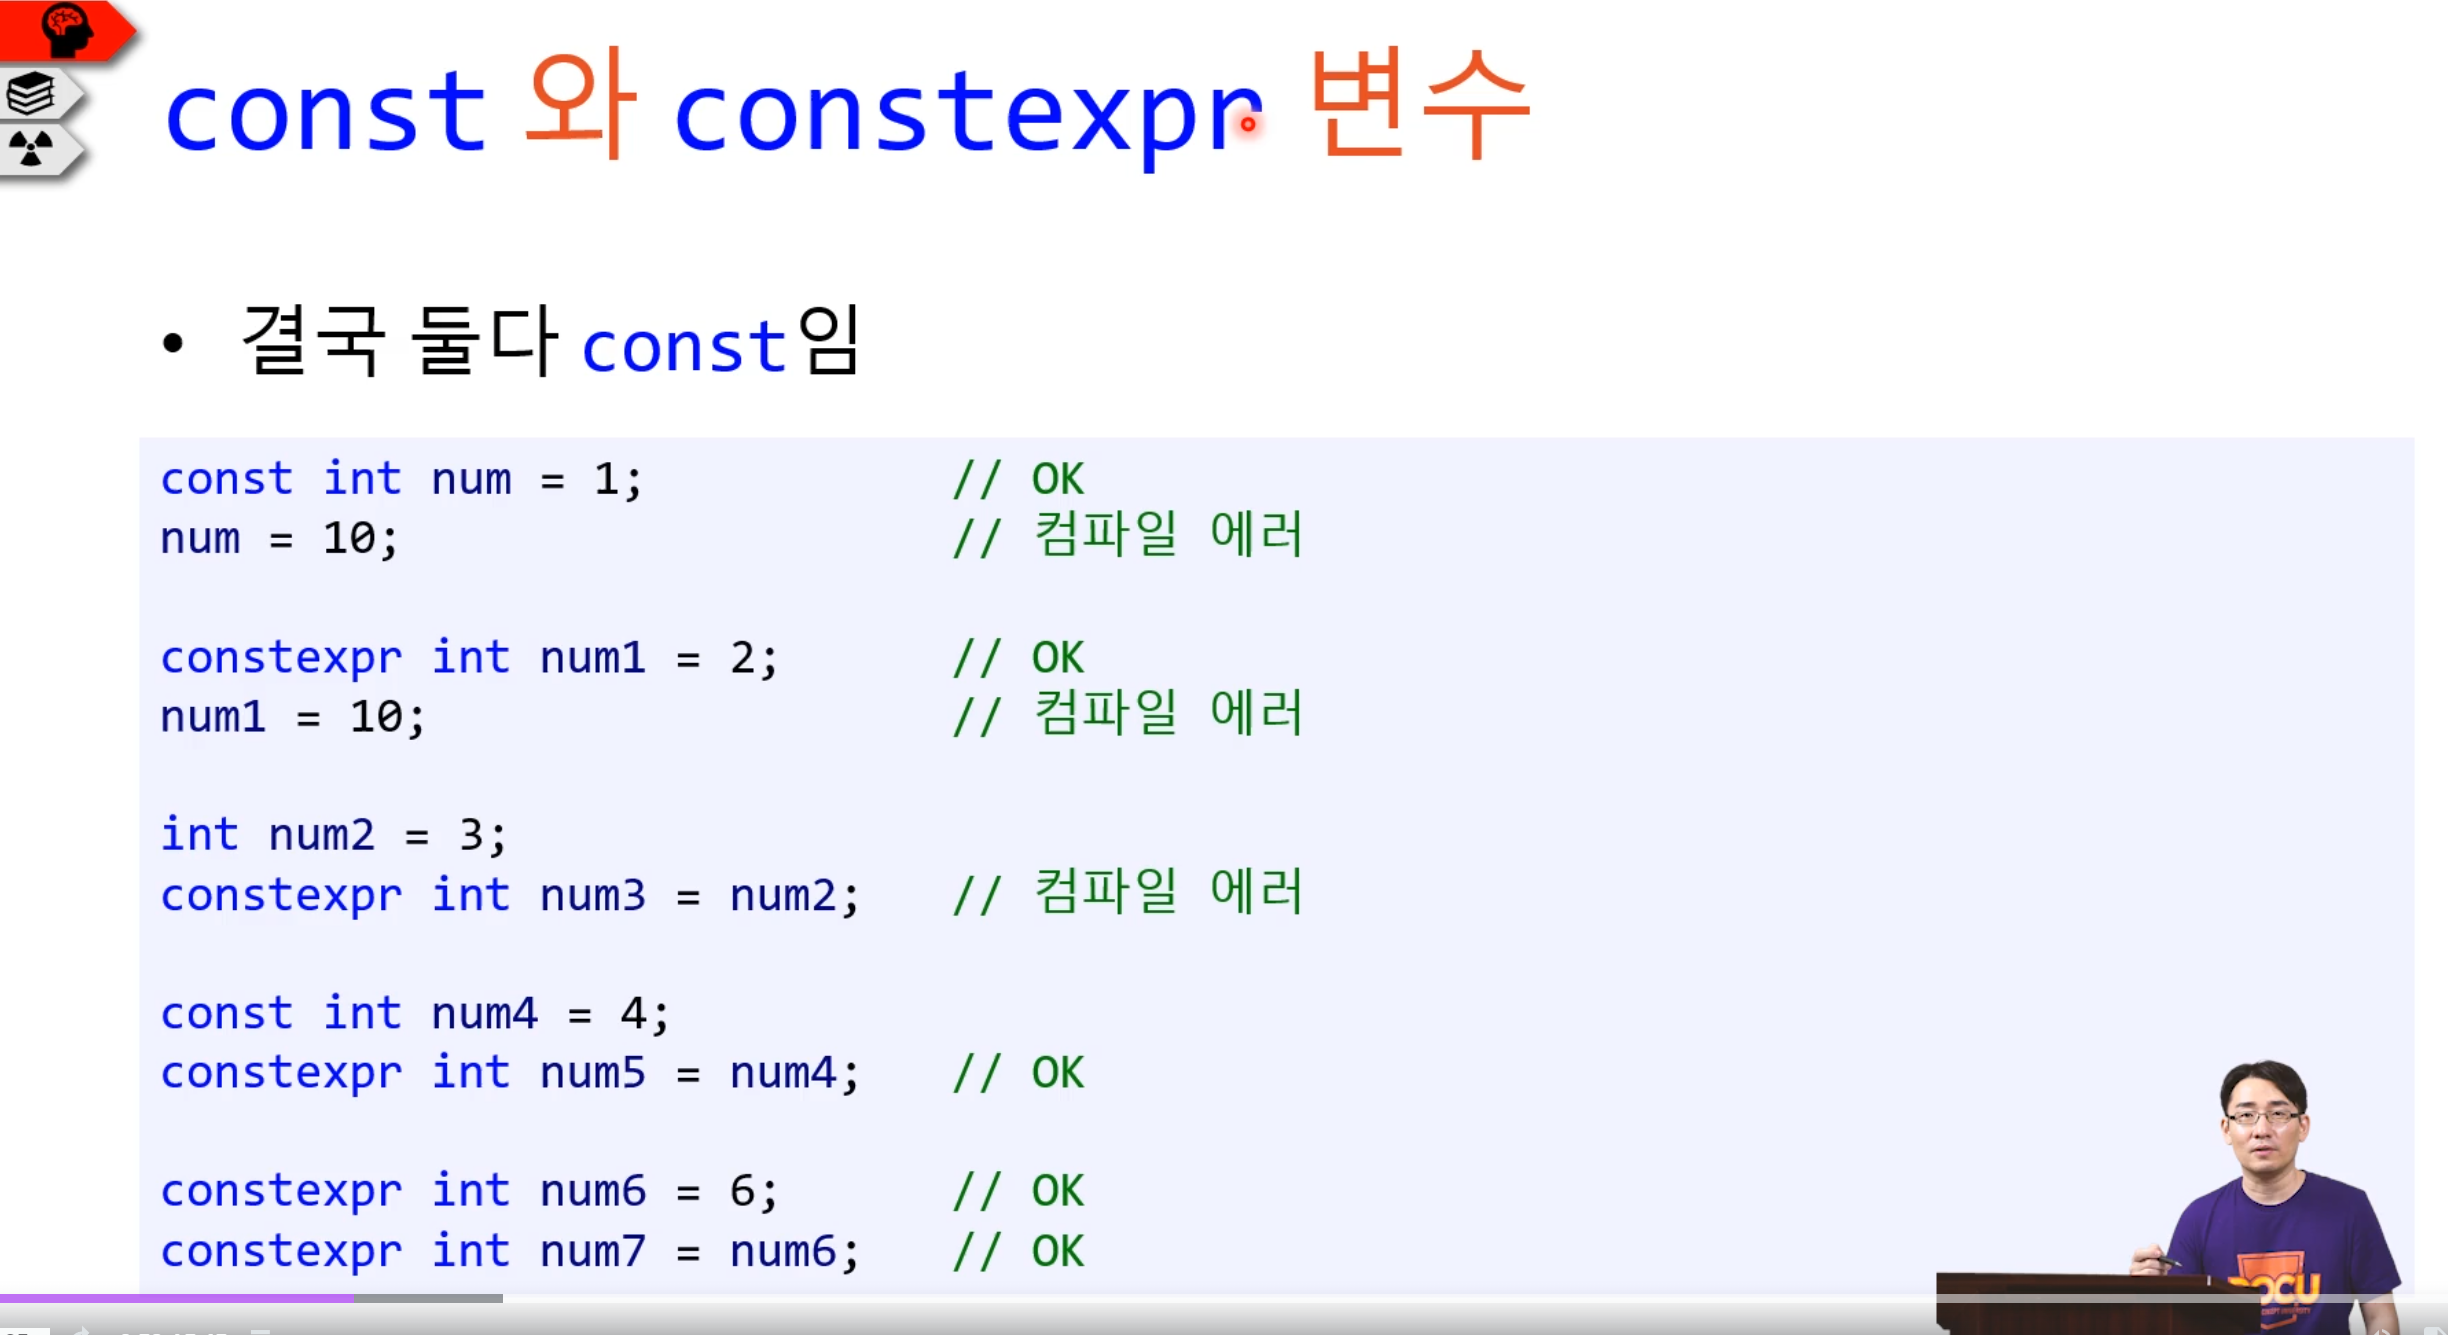 const 와 constexpr 변수
• 결국 둘다 const임
const int num = 1; // OK
num = 10; // 컴파일 에러
constexpr int num1 = 2; // OK
num1 = 10; // 컴파일 에러
int num2 = 3;
constexpr int num3 = num2; // 컴파일 에러
const int num4 = 4;
constexpr int num5 = num4; // OK
constexpr int num6 = 6; // OK
constexpr int num7 = num6; // OK